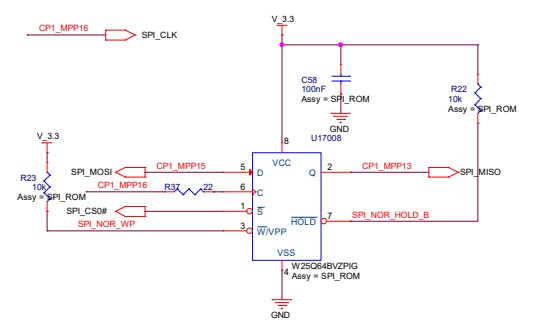 CP1_MPP16
SPI_CLK
V_3.3
C58
100nF
Assy = SPI_ROM
GND
R22
10k
Assy = SPI_ROM
U17008
V_3.3
R23
10k
Assy = SPI_ROM
SPI_MOSI
CP1_MPP15
CP1_MPP16
R37
22
SPI_CS0#
SPI_NOR_WP
5
6
1
3
8
VCC
D
C
S
W/VPP
Q
HOLD
VSS
4
2
CP1_MPP13
SPI_MISO
7
SPI_NOR_HOLD_B
W25Q64BVZPIG
Assy = SPI_ROM
GND